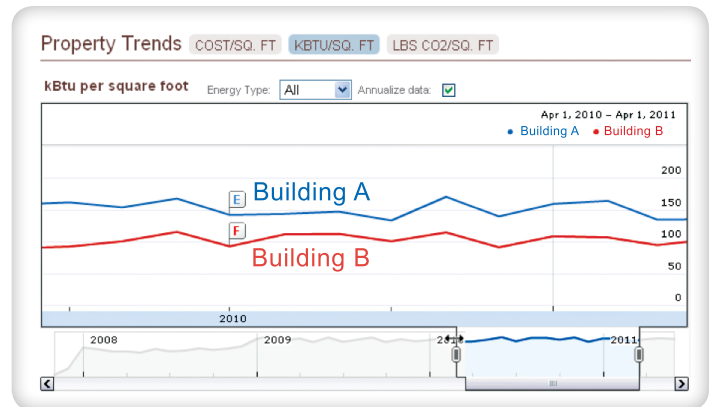 Property Trends COST/SQ. FT KBTU/SQ. FT LBS CO2/SQ. FT
kBtu per square foot Energy Type: All Annualize data:
Apr 1, 2010 - Apr 1, 2011
Building A Building B
200
E Building A
150
F
100
Building B
50
0
2010
2008 2009 2011